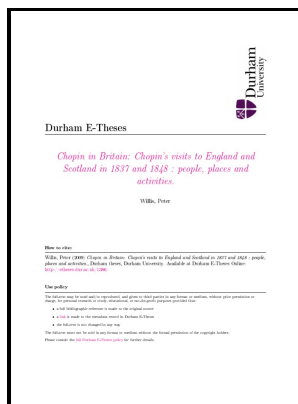 Durham
University
Durham E-Theses
Chopin in Britain: Chopin's visits to England and
Scotland in 1837 and 1848 : people, places and
activities.
Willis, Peter
How to cite:
Willis, Peter (2009) Chopin in Britain: Chopin's visits to England and Scotland in 1837 and 1848 : people,
places and activities., Durham theses, Durham University. Available at Durham E-Theses Online:
Use policy
The full-text may be used and/or reproduced, and given to third parties in any format or medium, without prior permission or
charge, for personal research or study, educational, or not-for-profit purposes provided that:
• a full bibliographic reference is made to the original source
• a link is made to the metadata record in Durham E-Theses
• the full-text is not changed in any way
The full-text must not be sold in any format or medium without the formal permission of the copyright holders.
Please consult the full Durham E-Theses policy for further details.